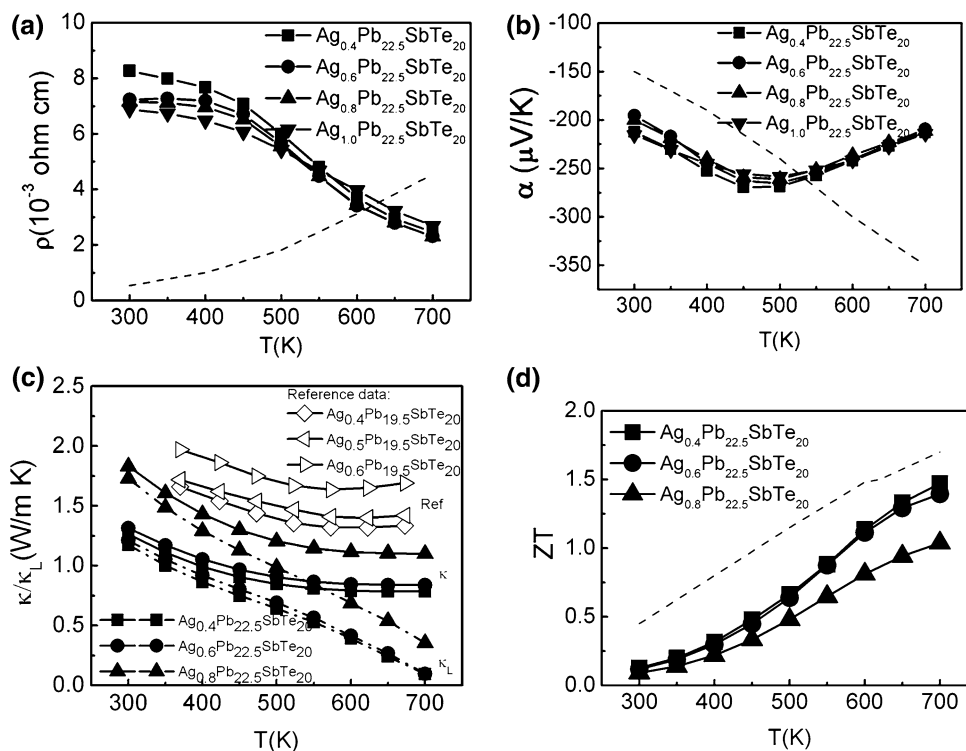 (a)
10
8
6
4
2
0
ρ(10⁻³ ohm cm)
Ag₀.₄Pb₂₂.₅SbTe₂₀
Ag₀.₆Pb₂₂.₅SbTe₂₀
Ag₀.₈Pb₂₂.₅SbTe₂₀
Ag₁.₀Pb₂₂.₅SbTe₂₀
300 400 500 600 700
T(K)
(b)
-100
-150
-200
-250
-300
-350
α (μV/K)
Ag₀.₄Pb₂₂.₅SbTe₂₀
Ag₀.₆Pb₂₂.₅SbTe₂₀
Ag₀.₈Pb₂₂.₅SbTe₂₀
Ag₁.₀Pb₂₂.₅SbTe₂₀
300 400 500 600 700
T(K)
(c)
2.5
2.0
1.5
1.0
0.5
0.0
κ/κL(W/m K)
Reference data:
Ag₀.₄Pb₁₉.₅SbTe₂₀
Ag₀.₅Pb₁₉.₅SbTe₂₀
Ag₀.₆Pb₁₉.₅SbTe₂₀
Ref
κ
Ag₀.₄Pb₂₂.₅SbTe₂₀
Ag₀.₆Pb₂₂.₅SbTe₂₀
Ag₀.₈Pb₂₂.₅SbTe₂₀
κL
300 400 500 600 700
T(K)
(d)
2.0
1.5
1.0
0.5
0.0
ZT
Ag₀.₄Pb₂₂.₅SbTe₂₀
Ag₀.₆Pb₂₂.₅SbTe₂₀
Ag₀.₈Pb₂₂.₅SbTe₂₀
300 400 500 600 700
T(K)